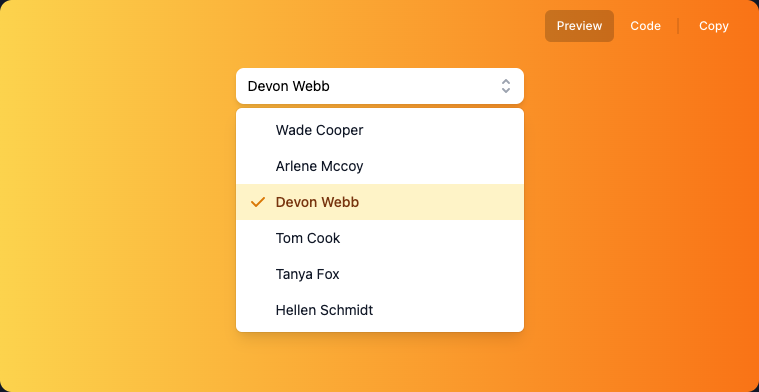 Preview Code Copy
Devon Webb
Wade Cooper
Arlene Mccoy
Devon Webb
Tom Cook
Tanya Fox
Hellen Schmidt